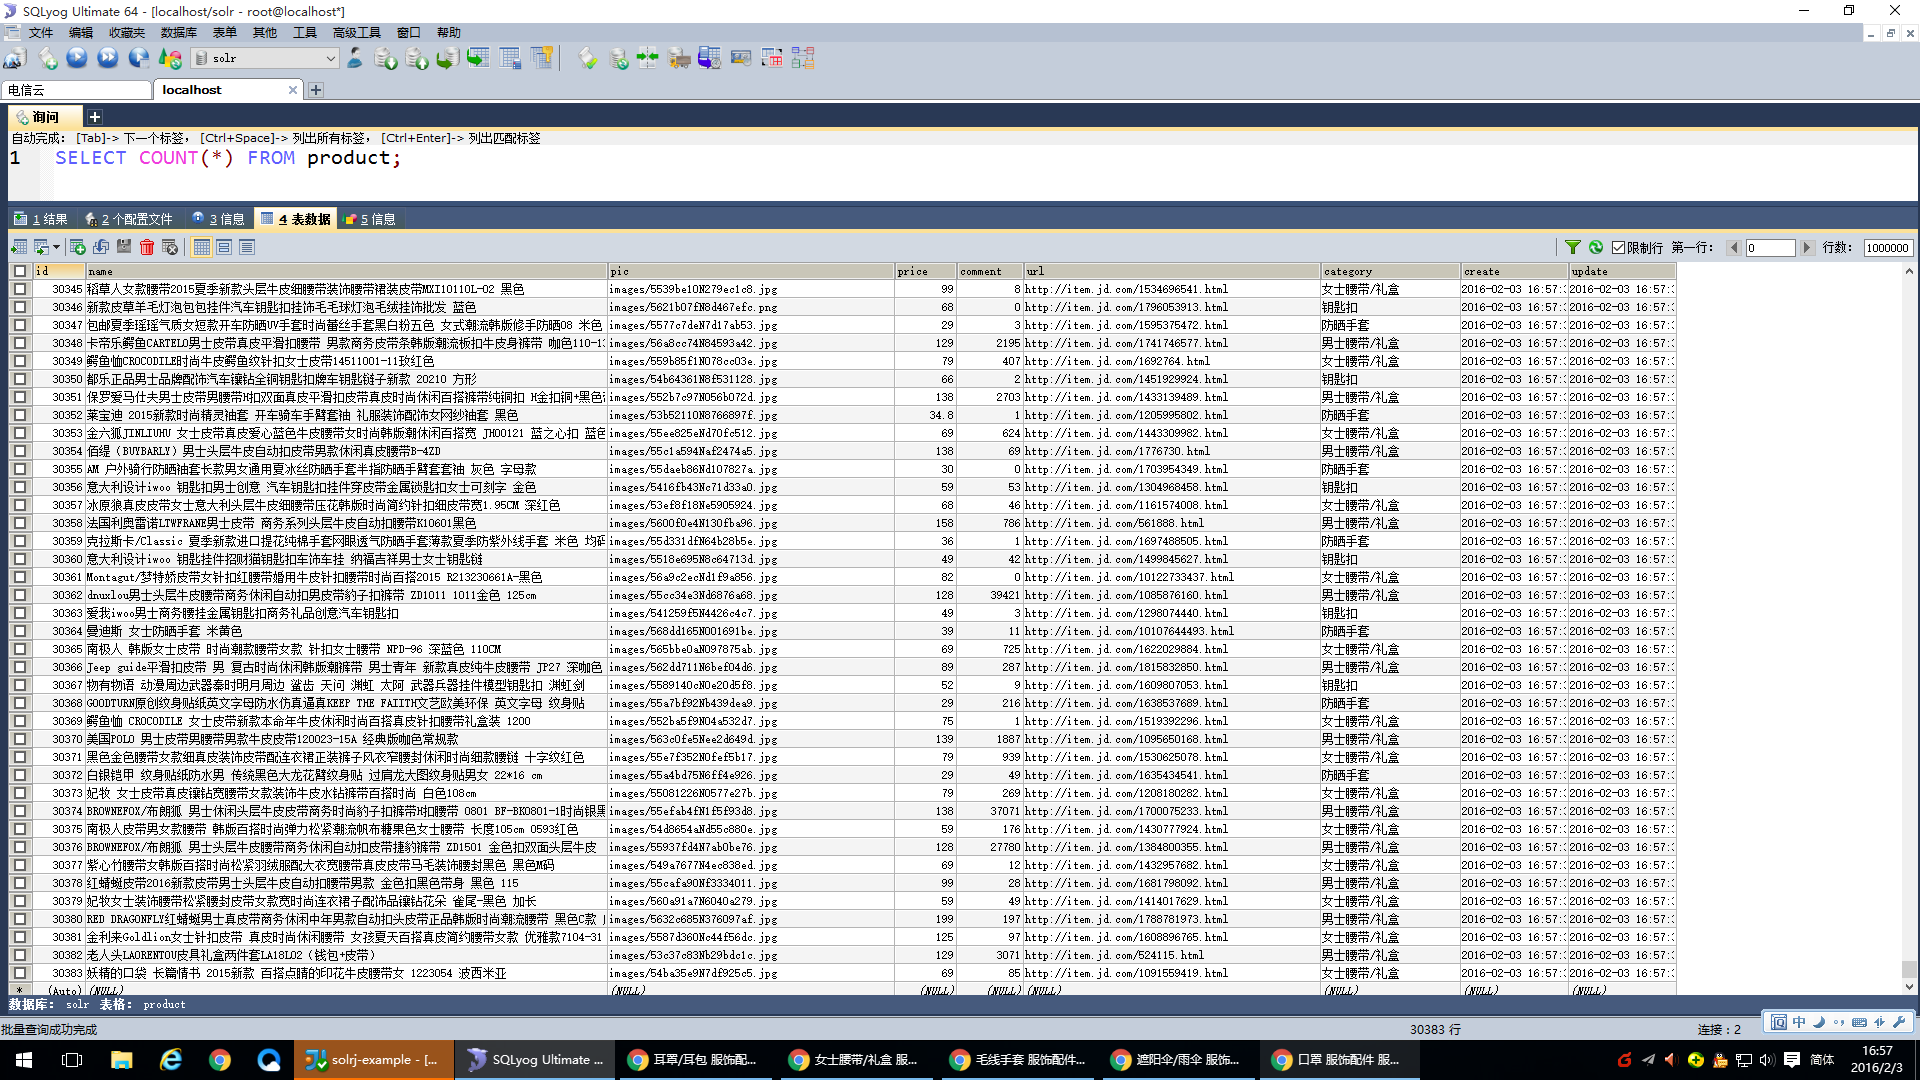 SQLyog Ultimate 64 - [localhost/solr - root@localhost*]
文件 编辑 收藏夹 数据库 表单 其他 工具 高级工具 窗口 帮助
solr
电信云 localhost
询问
自动完成: [Tab]-> 下一个标签, [Ctrl+Space]-> 列出所有标签, [Ctrl+Enter]-> 列出匹配标签
1 SELECT COUNT(*) FROM product;
1 结果 2 个配置文件 3 信息 4 表数据 5 信息
限制行 第一行: 0 行数: 1000000
id name pic price comment url category create update
30345 稻草人女款腰带2015夏季新款头层牛皮细腰带装饰腰带裙装皮带MXI10110L-02 黑色 images/5539be10N279ec1c8.jpg 99 8 http://item.jd.com/1534696541.html 女士腰带/礼盒 2016-02-03 16:57: 2016-02-03 16:57:
30346 新款皮草羊毛灯泡包包挂件汽车钥匙扣挂饰毛毛球灯泡毛绒挂饰批发 蓝色 images/5621b07fN8d467efc.png 68 0 http://item.jd.com/1796053913.html 钥匙扣 2016-02-03 16:57: 2016-02-03 16:57:
30347 包邮夏季瑶瑶气质女短款开车防晒UV手套时尚蕾丝手套黑白粉五色 女式潮流韩版修手防晒08 米色 images/5577c7deN7d17ab53.jpg 29 3 http://item.jd.com/1595375472.html 防晒手套 2016-02-03 16:57: 2016-02-03 16:57:
30348 卡帝乐鳄鱼CARTELO男士皮带真皮平滑扣腰带 男款商务皮带条韩版潮流板扣牛皮身裤带 咖色110-1 images/56a8cc74N84593a42.jpg 129 2195 http://item.jd.com/1741746577.html 男士腰带/礼盒 2016-02-03 16:57: 2016-02-03 16:57:
30349 鳄鱼恤CROCODILE时尚牛皮鳄鱼纹针扣女士皮带14511001-11玫红色 images/559b85f1N078cc03e.jpg 79 407 http://item.jd.com/1692764.html 女士腰带/礼盒 2016-02-03 16:57: 2016-02-03 16:57:
30350 都乐正品男士品牌配饰汽车镶钻全铜钥匙扣牌车钥匙链子新款 20210 方形 images/54b64361N8f531128.jpg 66 2 http://item.jd.com/1451929924.html 钥匙扣 2016-02-03 16:57: 2016-02-03 16:57:
30351 保罗爱马仕夫男士皮带男腰带H扣双面真皮平滑扣皮带真皮时尚休闲百搭裤带纯铜扣 H金扣铜+黑色 images/552b7c97N056b072d.jpg 138 2703 http://item.jd.com/1433139489.html 男士腰带/礼盒 2016-02-03 16:57: 2016-02-03 16:57:
30352 莱宝迪 2015新款时尚精灵袖套 开车骑车手臂套袖 礼服装饰配饰女网纱袖套 黑色 images/53b52110N8766897f.jpg 34.8 1 http://item.jd.com/1205995802.html 防晒手套 2016-02-03 16:57: 2016-02-03 16:57:
30353 金六狐JINLIUHU 女士皮带真皮爱心蓝色牛皮腰带女时尚韩版潮休闲百搭宽 JH00121 蓝之心扣 蓝色 images/55ee825eNd70fc512.jpg 69 624 http://item.jd.com/1443309982.html 女士腰带/礼盒 2016-02-03 16:57: 2016-02-03 16:57:
30354 佰缇（BUYBARLY）男士头层牛皮自动扣皮带男款休闲真皮腰带B-4ZD images/55c1a594Naf2474a5.jpg 138 69 http://item.jd.com/1776730.html 男士腰带/礼盒 2016-02-03 16:57: 2016-02-03 16:57:
30355 AM 户外骑行防晒袖套长款男女通用夏冰丝防晒手套半指防晒手臂套套袖 灰色 字母款 images/55daeb86Nd107827a.jpg 30 0 http://item.jd.com/1703954349.html 防晒手套 2016-02-03 16:57: 2016-02-03 16:57:
30356 意大利设计iwoo 钥匙扣男士创意 汽车钥匙扣挂件穿皮带金属锁匙扣女士可刻字 金色 images/5416fb43Nc71d33a0.jpg 59 53 http://item.jd.com/1304968458.html 钥匙扣 2016-02-03 16:57: 2016-02-03 16:57:
30357 冰原狼真皮皮带女士意大利头层牛皮细腰带压花韩版时尚简约针扣细皮带宽1.95CM 深红色 images/53ef8f18Ne5905924.jpg 68 46 http://item.jd.com/1161574008.html 女士腰带/礼盒 2016-02-03 16:57: 2016-02-03 16:57:
30358 法国利奥雷诺LTWFRANE男士皮带 商务系列头层牛皮自动扣腰带K10601黑色 images/5600f0e4N130fba96.jpg 158 786 http://item.jd.com/561888.html 男士腰带/礼盒 2016-02-03 16:57: 2016-02-03 16:57:
30359 克拉斯卡/Classic 夏季新款进口提花纯棉手套网眼透气防晒手套薄款夏季防紫外线手套 米色 均码 images/55d331dfN64b28b5e.jpg 36 1 http://item.jd.com/1697488505.html 防晒手套 2016-02-03 16:57: 2016-02-03 16:57:
30360 意大利设计iwoo 钥匙挂件招财猫钥匙扣车饰车挂 纳福吉祥男士女士钥匙链 images/5518e695N8c64713d.jpg 49 42 http://item.jd.com/1499845627.html 钥匙扣 2016-02-03 16:57: 2016-02-03 16:57:
30361 Montagut/梦特娇皮带女针扣红腰带婚用牛皮针扣腰带时尚百搭2015 R213230661A-黑色 images/56a9c2ecNd1f9a856.jpg 82 0 http://item.jd.com/10122733437.html 女士腰带/礼盒 2016-02-03 16:57: 2016-02-03 16:57:
30362 dnuxlou男士头层牛皮腰带商务休闲自动扣男皮带豹子扣裤带 ZD1011 1011金色 125cm images/55cc34e3Nd6876a68.jpg 128 39421 http://item.jd.com/1085876160.html 男士腰带/礼盒 2016-02-03 16:57: 2016-02-03 16:57:
30363 爱我iwoo男士商务腰挂金属钥匙扣商务礼品创意汽车钥匙扣 images/541259f5N4426c4c7.jpg 49 3 http://item.jd.com/1298074440.html 钥匙扣 2016-02-03 16:57: 2016-02-03 16:57:
30364 曼迪斯 女士防晒手套 米黄色 images/568dd165N001691be.jpg 39 11 http://item.jd.com/10107644493.html 防晒手套 2016-02-03 16:57: 2016-02-03 16:57:
30365 南极人 韩版女士皮带 时尚潮款腰带女款 针扣女士腰带 NPD-96 深蓝色 110CM images/565bbe0aN097875ab.jpg 69 725 http://item.jd.com/1622029884.html 女士腰带/礼盒 2016-02-03 16:57: 2016-02-03 16:57:
30366 Jeep guide平滑扣皮带 男 复古时尚休闲韩版潮裤带 男士青年 新款真皮纯牛皮腰带 JP27 深咖色 images/562dd711N6bef04d6.jpg 89 287 http://item.jd.com/1815832850.html 男士腰带/礼盒 2016-02-03 16:57: 2016-02-03 16:57:
30367 物有物语 动漫周边武器秦时明月周边 鲨齿 天问 渊虹 太阿 武器兵器挂件模型钥匙扣 渊虹剑 images/5589140cN0e20d5f8.jpg 52 9 http://item.jd.com/1609807053.html 钥匙扣 2016-02-03 16:57: 2016-02-03 16:57:
30368 GOODTURN原创纹身贴纸英文字母防水仿真逼真KEEP THE FAIITH文艺欧美环保 英文字母 纹身贴 images/55a7bf92Nb439dea9.jpg 29 216 http://item.jd.com/1638537689.html 防晒手套 2016-02-03 16:57: 2016-02-03 16:57:
30369 鳄鱼恤 CROCODILE 女士皮带新款本命年牛皮休闲时尚百搭真皮针扣腰带礼盒装 1200 images/552ba5f9N04a532d7.jpg 75 1 http://item.jd.com/1519392296.html 女士腰带/礼盒 2016-02-03 16:57: 2016-02-03 16:57:
30370 美国POLO 男士皮带男腰带男款牛皮皮带120023-15A 经典版咖色常规款 images/563c0fe5Nee2d649d.jpg 139 1887 http://item.jd.com/1095650168.html 男士腰带/礼盒 2016-02-03 16:57: 2016-02-03 16:57:
30371 黑色金色腰带女款细真皮装饰皮带配连衣裙正装裤子风衣窄腰封休闲时尚细款腰链 十字纹红色 images/55e7f352N0fef5b17.jpg 79 939 http://item.jd.com/1530625078.html 女士腰带/礼盒 2016-02-03 16:57: 2016-02-03 16:57:
30372 白银铠甲 纹身贴纸防水男 传统黑色大龙花臂纹身贴 过肩龙大图纹身贴男女 22*16 cm images/55a4bd75N6ff4e926.jpg 29 49 http://item.jd.com/1635434541.html 防晒手套 2016-02-03 16:57: 2016-02-03 16:57:
30373 妃牧 女士皮带真皮镶钻宽腰带女款装饰牛皮水钻裤带百搭时尚 白色108cm images/55081226N0577e27b.jpg 79 269 http://item.jd.com/1208180282.html 女士腰带/礼盒 2016-02-03 16:57: 2016-02-03 16:57:
30374 BROWNEFOX/布朗狐 男士休闲头层牛皮皮带商务时尚豹子扣裤带H扣腰带 0801 BF-BK0801-1时尚银黑 images/55efab4fN1f5f93d8.jpg 138 37071 http://item.jd.com/1700075233.html 男士腰带/礼盒 2016-02-03 16:57: 2016-02-03 16:57:
30375 南极人皮带男女款腰带 韩版百搭时尚弹力松紧潮流帆布糖果色女士腰带 长度105cm 0593红色 images/54d8654aNd55c880e.jpg 59 176 http://item.jd.com/1430777924.html 女士腰带/礼盒 2016-02-03 16:57: 2016-02-03 16:57:
30376 BROWNEFOX/布朗狐 男士头层牛皮腰带商务休闲自动扣皮带捷豹裤带 ZD1501 金色扣双面头层牛皮 images/55937fd4N7ab0be76.jpg 128 27780 http://item.jd.com/1384800355.html 男士腰带/礼盒 2016-02-03 16:57: 2016-02-03 16:57:
30377 紫心竹腰带女韩版百搭时尚松紧羽绒服配大衣宽腰带真皮皮带马毛装饰腰封黑色 黑色M码 images/549a7677N4ec838ed.jpg 69 12 http://item.jd.com/1432957682.html 女士腰带/礼盒 2016-02-03 16:57: 2016-02-03 16:57:
30378 红蜻蜓皮带2016新款皮带男士头层牛皮自动扣腰带男款 金色扣黑色带身 黑色 115 images/55cafa90Nf3334011.jpg 99 28 http://item.jd.com/1681798092.html 男士腰带/礼盒 2016-02-03 16:57: 2016-02-03 16:57:
30379 妃牧女士装饰腰带松紧腰封皮带女款宽时尚连衣裙子配饰品镶钻花朵 雀尾-黑色 加长 images/560a91a7N6040a279.jpg 59 49 http://item.jd.com/1414017629.html 女士腰带/礼盒 2016-02-03 16:57: 2016-02-03 16:57:
30380 RED DRAGONFLY红蜻蜓男士真皮带商务休闲中年男款自动扣头皮带正品韩版时尚潮流腰带 黑色C款 images/5632c685N376097af.jpg 199 197 http://item.jd.com/1788781973.html 男士腰带/礼盒 2016-02-03 16:57: 2016-02-03 16:57:
30381 金利来Goldlion女士针扣皮带 真皮时尚休闲腰带 女孩夏天百搭真皮简约腰带女款 优雅款7104-31 images/5587d360Nc44f56dc.jpg 125 97 http://item.jd.com/1608896765.html 女士腰带/礼盒 2016-02-03 16:57: 2016-02-03 16:57:
30382 老人头LAORENTOU皮具礼盒两件套LA18L02（钱包+皮带） images/53c37c83Nb29bdc1c.jpg 129 3071 http://item.jd.com/524115.html 男士腰带/礼盒 2016-02-03 16:57: 2016-02-03 16:57:
30383 妖精的口袋 长篇情书 2015新款 百搭点睛的印花牛皮腰带女 1223054 波西米亚 images/54ba35e9N7df925c5.jpg 69 85 http://item.jd.com/1091559419.html 女士腰带/礼盒 2016-02-03 16:57: 2016-02-03 16:57:
* (Auto) (NULL) (NULL) (NULL) (NULL) (NULL) (NULL) (NULL) (NULL)
数据库: solr 表格: product
批量查询成功完成 30383 行 连接: 2
中
solrj-example - [... SQLyog Ultimate ... 耳罩/耳包 服饰配... 女士腰带/礼盒 服... 毛线手套 服饰配件... 遮阳伞/雨伞 服饰... 口罩 服饰配件 服... 简体 16:57
2016/2/3